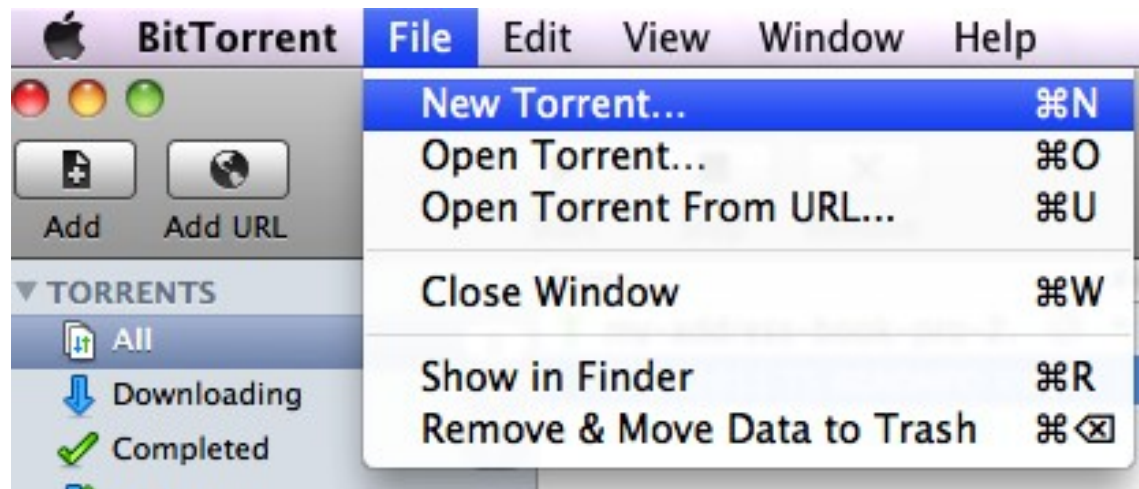 BitTorrent File Edit View Window Help
New Torrent... ⌘N
Open Torrent... ⌘O
Open Torrent From URL... ⌘U
Close Window ⌘W
Show in Finder ⌘R
Remove & Move Data to Trash ⌘⌫
Add Add URL
TORRENTS
All
Downloading
Completed